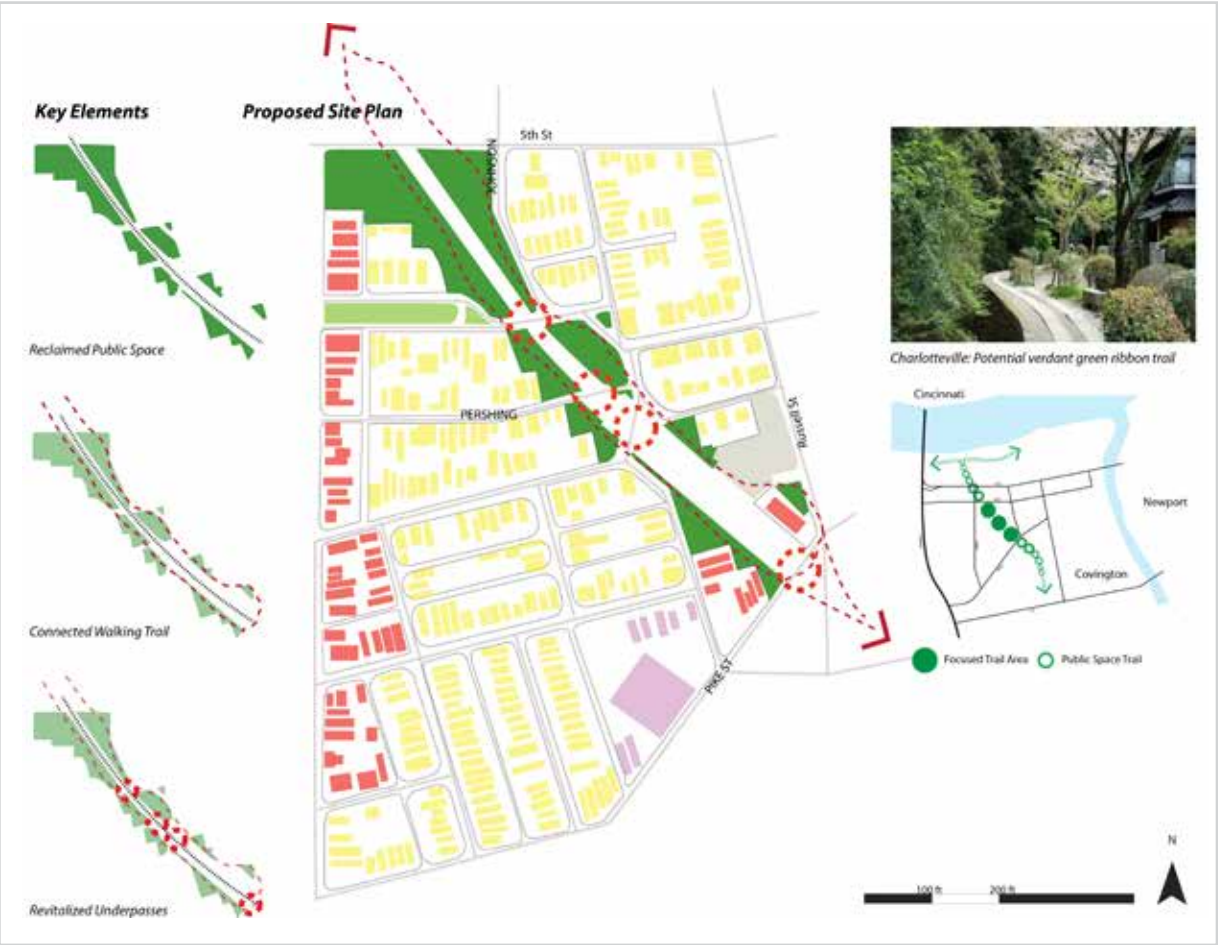 Key Elements
Proposed Site Plan
5th St
JOHNSON
Reclaimed Public Space
PERSHING
Russell St
Charlotteville: Potential verdant green ribbon trail
Cincinnati
Newport
Covington
Connected Walking Trail
Focused Trail Area
Public Space Trail
PIKE ST
Revitalized Underpasses
N
100 ft
200 ft